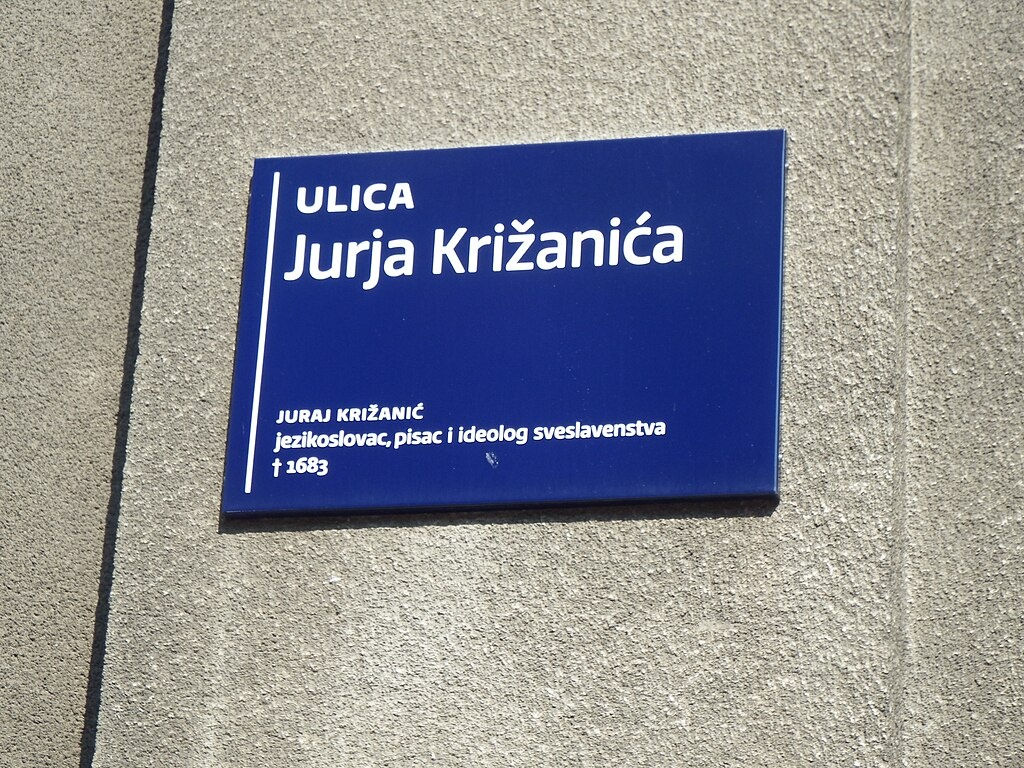 ULICA
Jurja Križanića
JURAJ KRIŽANIĆ
jezikoslovac, pisac i ideolog sveslavenstva
† 1683